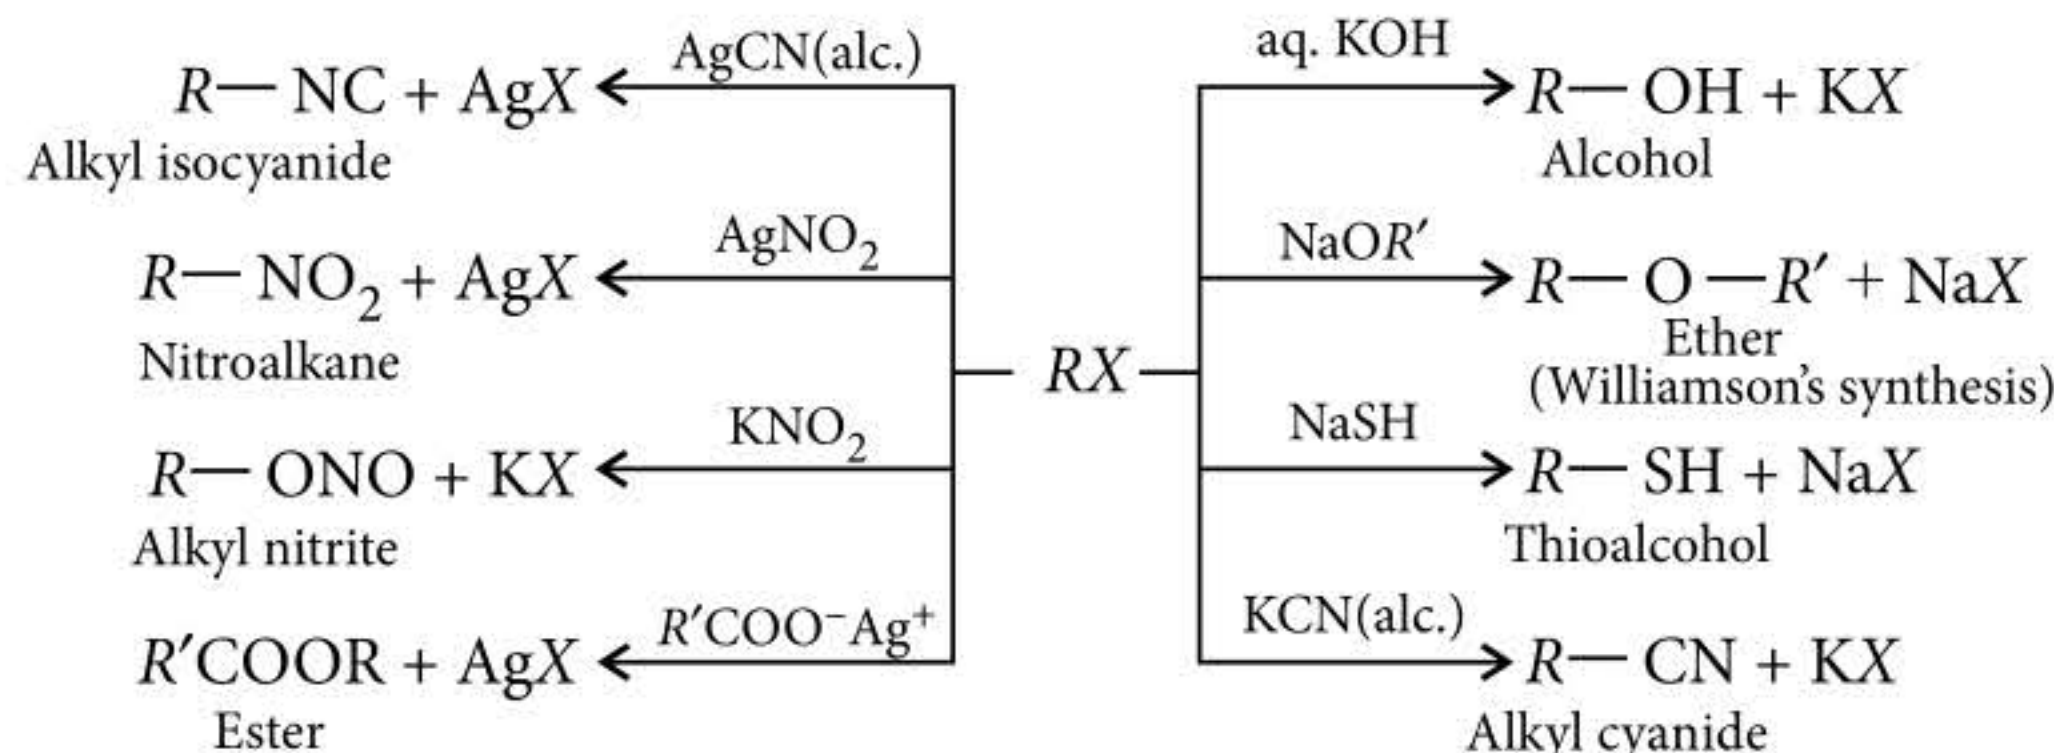 AgCN(alc.)
R— NC + AgX
Alkyl isocyanide
AgNO₂
R— NO₂ + AgX
Nitroalkane
KNO₂
R— ONO + KX
Alkyl nitrite
R′COO⁻Ag⁺
R′COOR + AgX
Ester
RX
aq. KOH
R— OH + KX
Alcohol
NaOR′
R— O —R′ + NaX
Ether
(Williamson’s synthesis)
NaSH
R— SH + NaX
Thioalcohol
KCN(alc.)
R— CN + KX
Alkyl cyanide